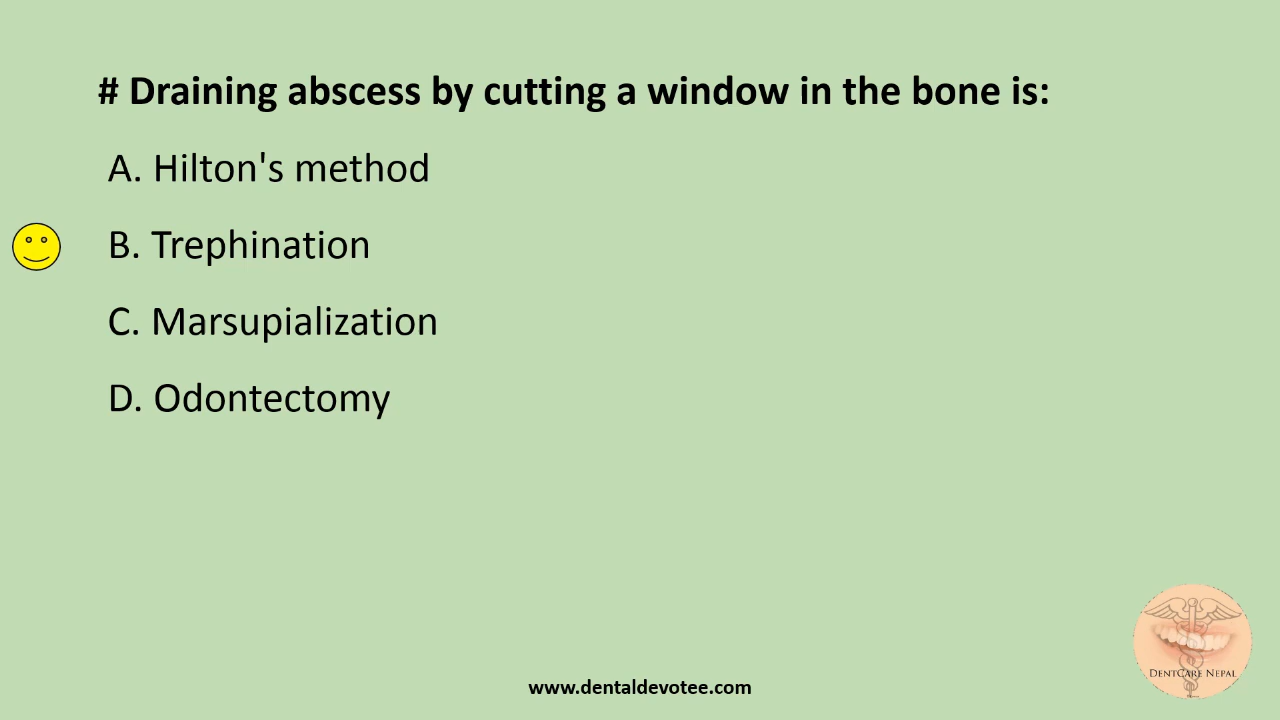 # Draining abscess by cutting a window in the bone is:
A. Hilton's method
B. Trephination
C. Marsupialization
D. Odontectomy
DENTCARE NEPAL
www.dentaldevotee.com